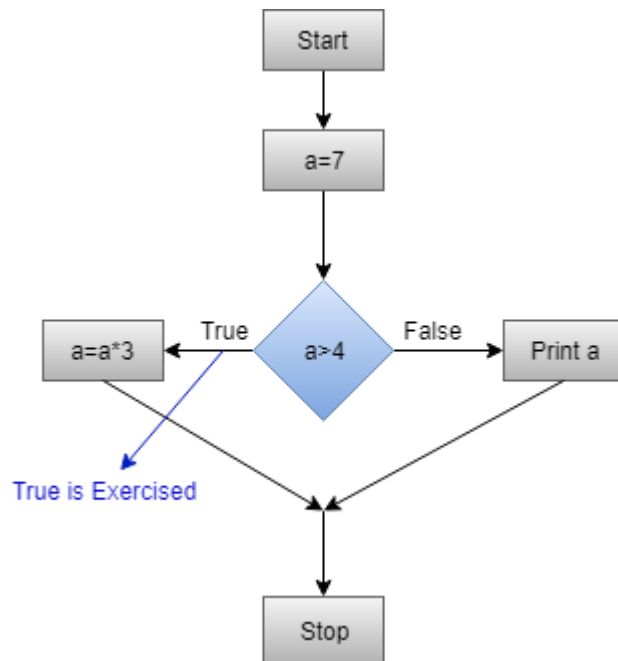 Start
a=7
True
False
a=a*3
a>4
Print a
True is Exercised
Stop